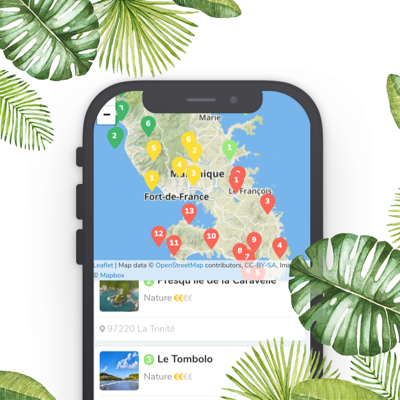 3
−
Marie
6
2
6
5
2
1
4
3
Martinique
1
1
Le François
Fort-de-France
3
13
12
11
10
9
4
8
7
Leaflet | Map data © OpenStreetMap contributors, CC-BY-SA, Ima
© Mapbox
2 Presqu'île de la Caravelle
Nature €€€€
97220 La Trinité
3 Le Tombolo
Nature €€€€